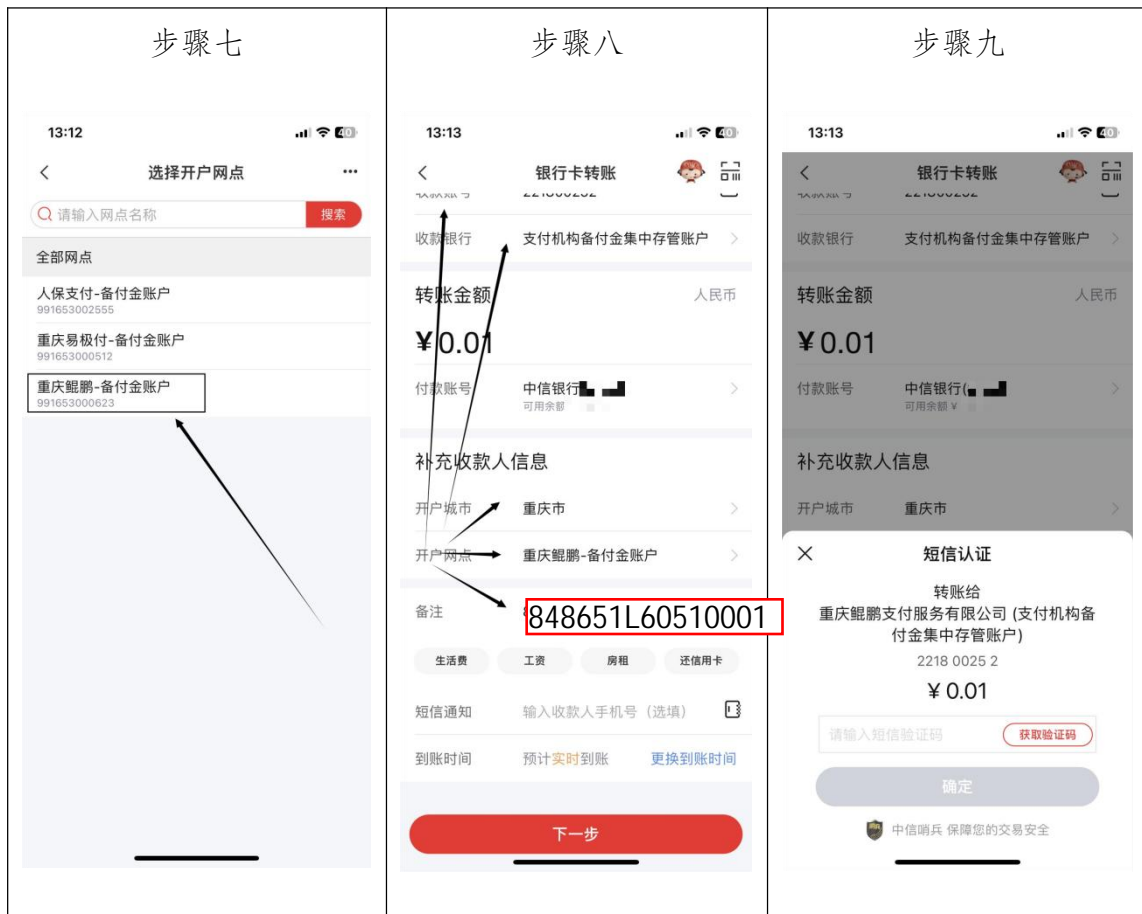 步骤七
13:12
40
选择开户网点
请输入网点名称
搜索
全部网点
人保支付-备付金账户
991653002555
重庆易极付-备付金账户
991653000512
重庆鲲鹏-备付金账户
991653000623
步骤八
13:13
40
银行卡转账
收款账号 221800252
收款银行 支付机构备付金集中存管账户
转账金额 人民币
¥0.01
付款账号 中信银行
可用余额
补充收款人信息
开户城市 重庆市
开户网点 重庆鲲鹏-备付金账户
备注 848651L60510001
生活费 工资 房租 还信用卡
短信通知 输入收款人手机号（选填）
到账时间 预计实时到账 更换到账时间
下一步
步骤九
13:13
40
银行卡转账
收款账号 221800252
收款银行 支付机构备付金集中存管账户
转账金额 人民币
¥0.01
付款账号 中信银行(
可用余额 ¥
补充收款人信息
开户城市 重庆市
短信认证
转账给
重庆鲲鹏支付服务有限公司 (支付机构备
付金集中存管账户)
2218 0025 2
¥ 0.01
请输入短信验证码 获取验证码
确定
中信哨兵 保障您的交易安全